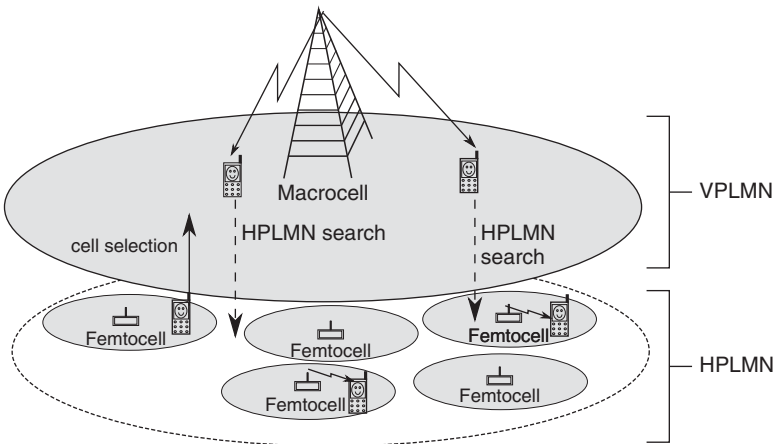 Macrocell
VPLMN
cell selection
HPLMN search
HPLMN
search
Femtocell
Femtocell
Femtocell
HPLMN
Femtocell
Femtocell